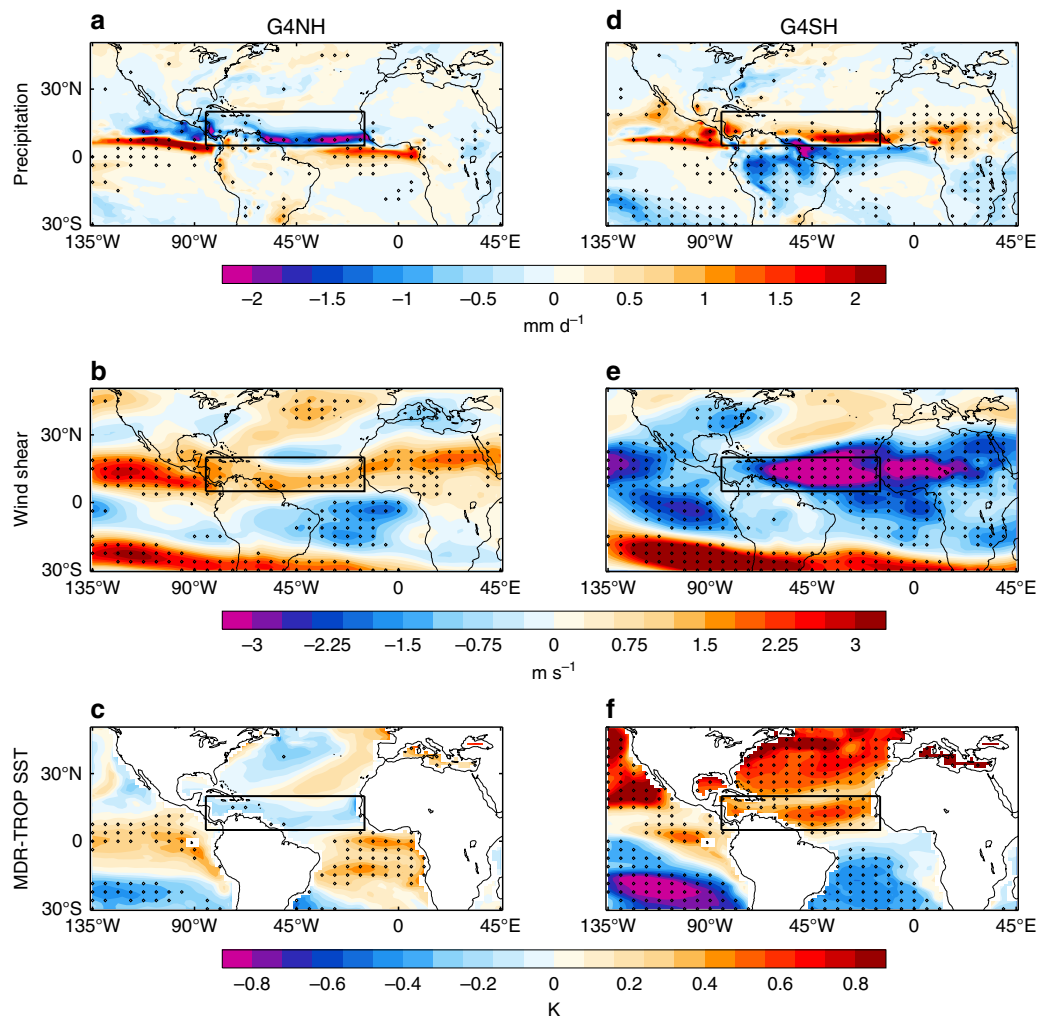 a
G4NH
d
G4SH
Precipitation
30°N
0
30°S
135°W 90°W 45°W 0 45°E
135°W 90°W 45°W 0 45°E
−2 −1.5 −1 −0.5 0 0.5 1 1.5 2
mm d⁻¹
b
e
Wind shear
30°N
0
30°S
135°W 90°W 45°W 0 45°E
135°W 90°W 45°W 0 45°E
−3 −2.25 −1.5 −0.75 0 0.75 1.5 2.25 3
m s⁻¹
c
f
MDR-TROP SST
30°N
0
30°S
135°W 90°W 45°W 0 45°E
135°W 90°W 45°W 0 45°E
−0.8 −0.6 −0.4 −0.2 0 0.2 0.4 0.6 0.8
K